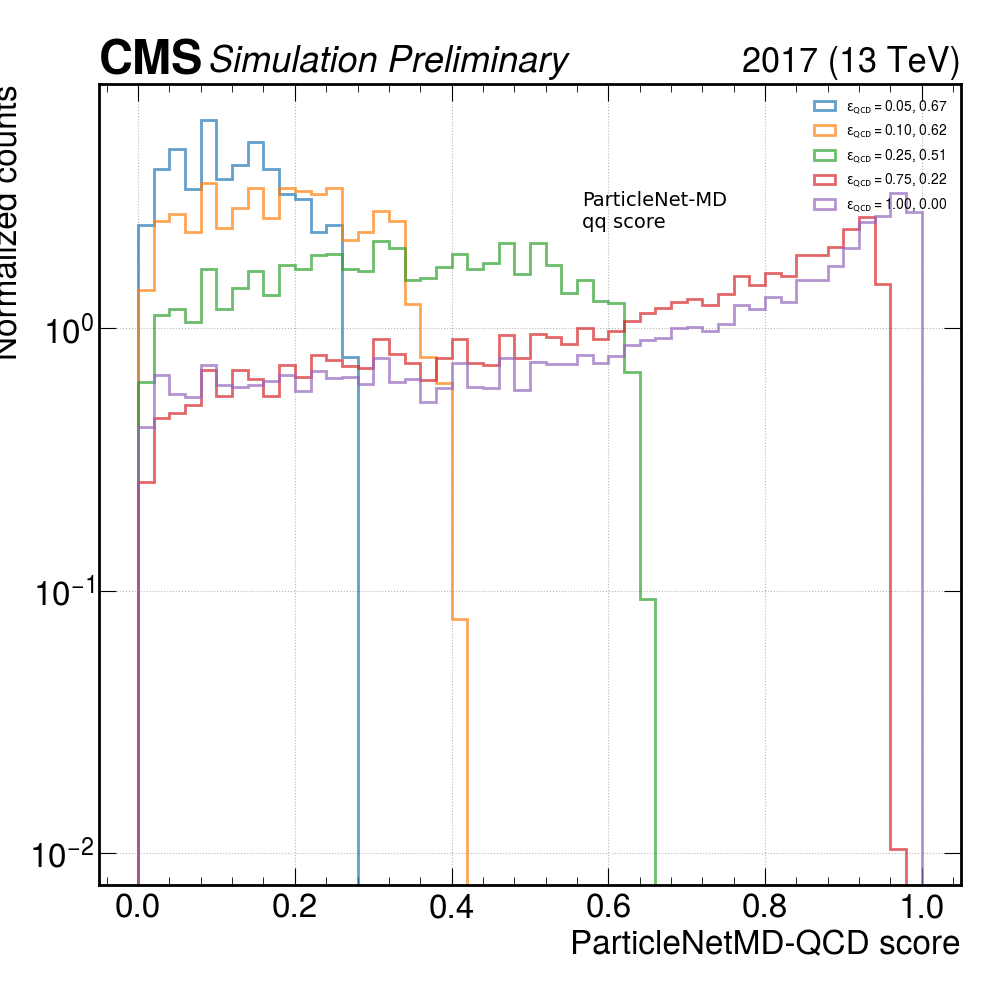 CMS Simulation Preliminary 2017 (13 TeV)
Normalized counts
ε_QCD = 0.05, 0.67
ε_QCD = 0.10, 0.62
ε_QCD = 0.25, 0.51
ε_QCD = 0.75, 0.22
ε_QCD = 1.00, 0.00
ParticleNet-MD
qq score
10⁰
10⁻¹
10⁻²
0.0 0.2 0.4 0.6 0.8 1.0
ParticleNetMD-QCD score